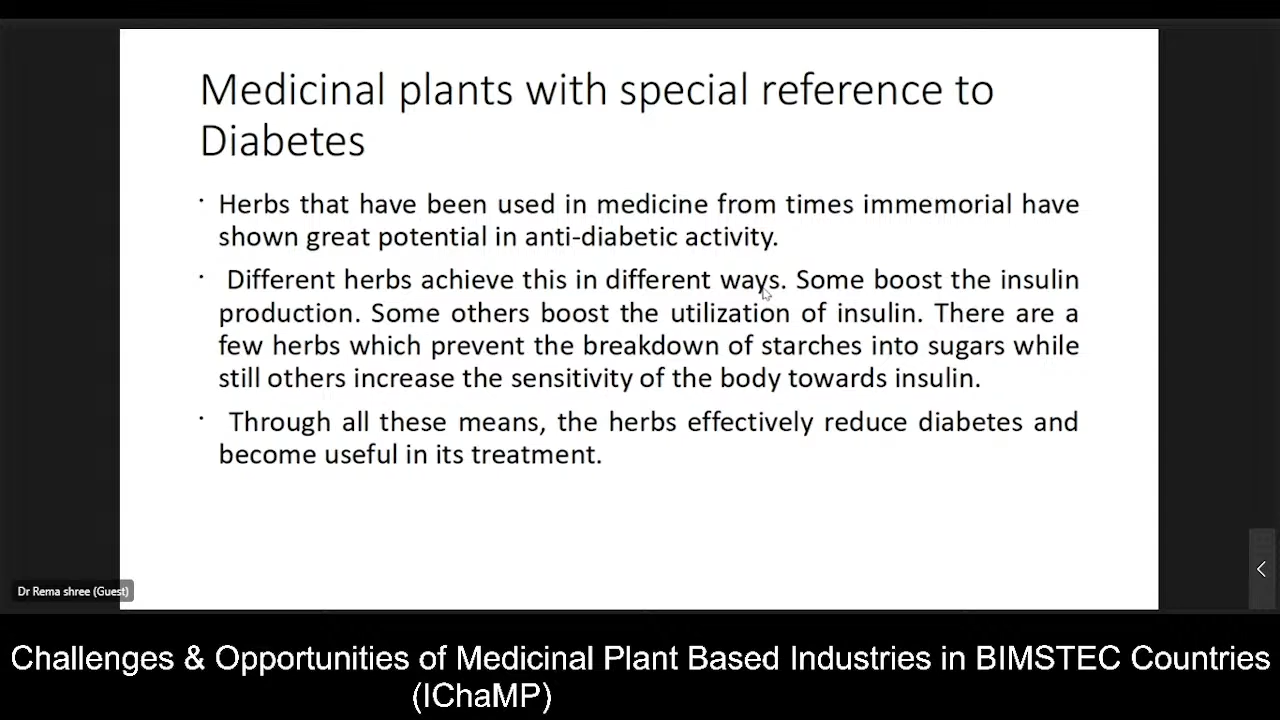 Medicinal plants with special reference to
Diabetes
• Herbs that have been used in medicine from times immemorial have
shown great potential in anti-diabetic activity.
• Different herbs achieve this in different ways. Some boost the insulin
production. Some others boost the utilization of insulin. There are a
few herbs which prevent the breakdown of starches into sugars while
still others increase the sensitivity of the body towards insulin.
• Through all these means, the herbs effectively reduce diabetes and
become useful in its treatment.
Dr Rema shree (Guest)
Challenges & Opportunities of Medicinal Plant Based Industries in BIMSTEC Countries
(IChaMP)